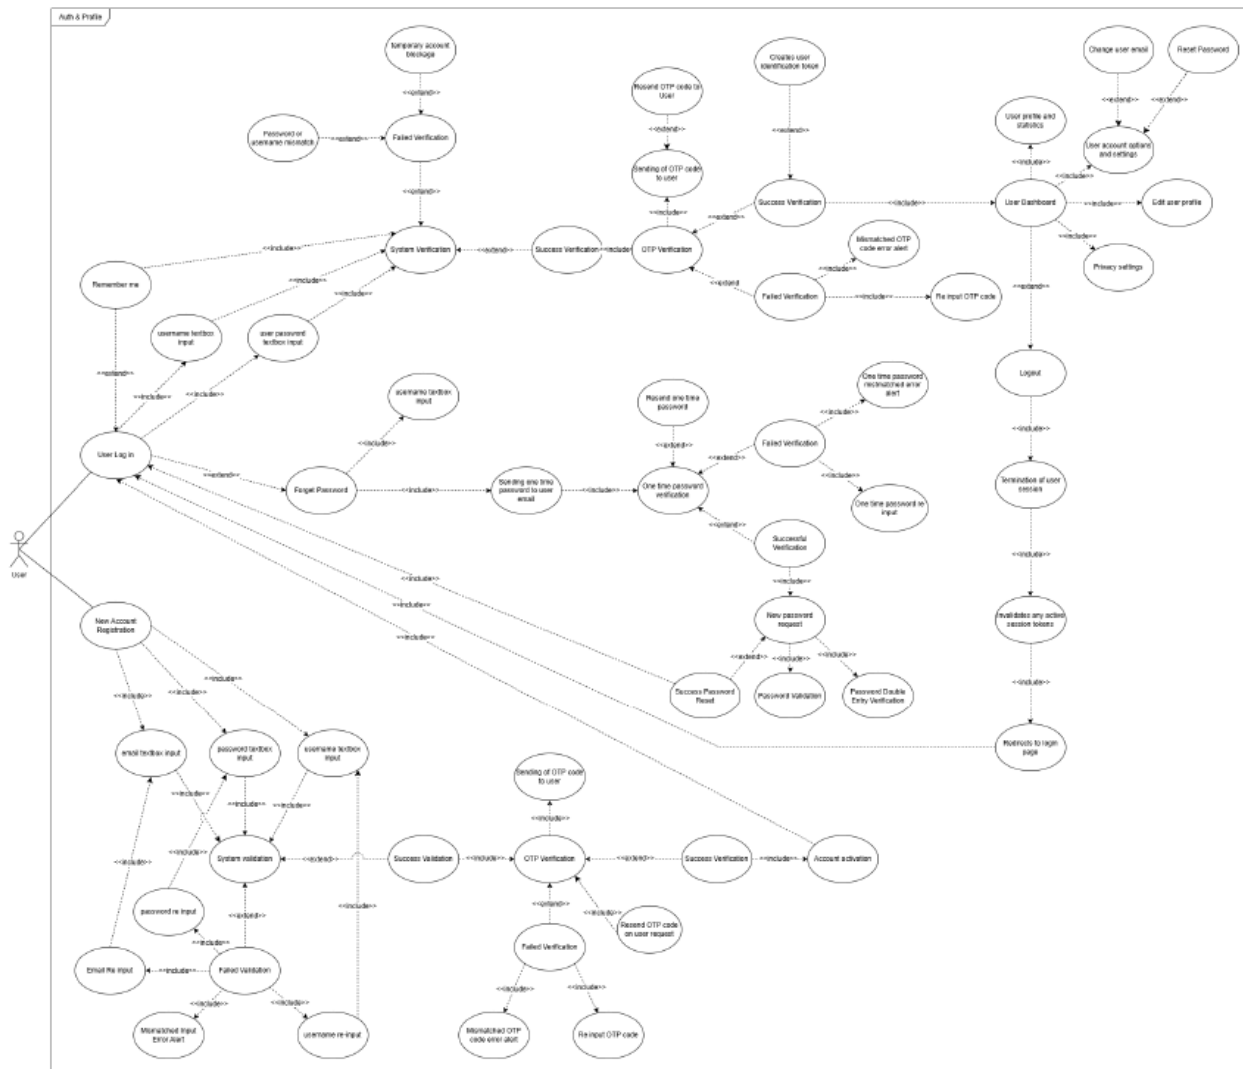 Auth & Profile
temporary account
blockage
<<extend>>
Password or
username mismatch
<<extend>>
Failed Verification
<<extend>>
Resend OTP code to
User
<<extend>>
Sending of OTP code
to user
<<include>>
Creates user
identification token
<<extend>>
Change user email
Reset Password
<<extend>>
<<extend>>
User profile and
statistics
User account options
and settings
<<include>>
<<include>>
Success Verification
<<include>>
User Dashboard
<<include>>
Edit user profile
<<include>>
Privacy settings
<<extend>>
<<include>>
System Verification
<<extend>>
Success Verification
<<include>>
OTP Verification
<<extend>>
<<extend
Mismatched OTP
code error alert
<<include>>
Failed Verification
<<include>>
Re input OTP code
<<extend>>
Remember me
<<include>>
<<include>>
username textbox
input
user password
textbox input
<<extend>>
<<include>>
<<include>>
Logout
<<include>>
username textbox
input
<<include>>
Resend one time
password
<<extend>>
One time password
mismatched error
alert
<<include>>
Failed Verification
<<extend>>
<<include>>
User Log in
<<extend>>
Forget Password
<<include>>
Sending one time
password to user
email
<<include>>
One time password
verification
One time password re
input
Termination of user
session
<<extend>>
Successful
Verification
<<include>>
<<include>>
User
<<include>>
<<include>>
<<include>>
New Account
Registration
New password
request
Invalidates any active
session tokens
<<extend>>
<<include>>
<<include>>
<<include>>
Success Password
Reset
Password Validation
Password Double
Entry Verification
<<include>>
<<include>>
<<include>>
email textbox input
password textbox
input
username textbox
input
Redirects to login
page
<<include>>
<<include>>
<<include>>
Sending of OTP code
to user
<<include>>
<<include>>
<<include>>
System validation
<<extend>>
Success Validation
<<include>>
OTP Verification
<<extend>>
Success Verification
<<include>>
Account activation
password re input
<<extend>>
<<include>>
<<include>>
<<extend>>
<<include>>
Resend OTP code
on user request
Email Re input
<<include>>
Failed Validation
Failed Verification
<<include>>
<<include>>
<<include>>
<<include>>
Mismatched Input
Error Alert
username re-input
Mismatched OTP
code error alert
Re input OTP code